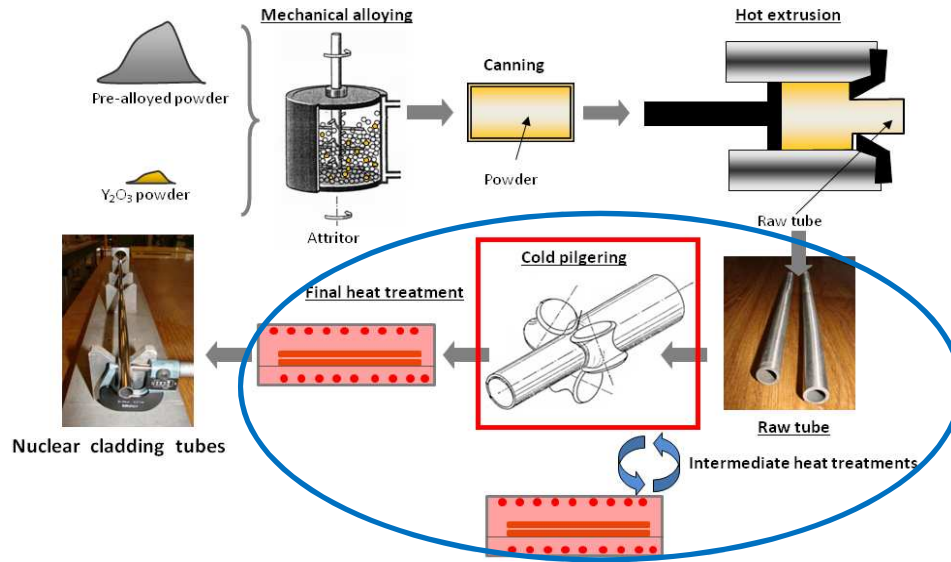 Mechanical alloying
Hot extrusion
Pre-alloyed powder
Canning
Y₂O₃ powder
Powder
Attritor
Raw tube
Cold pilgering
Final heat treatment
Nuclear cladding tubes
Raw tube
Intermediate heat treatments